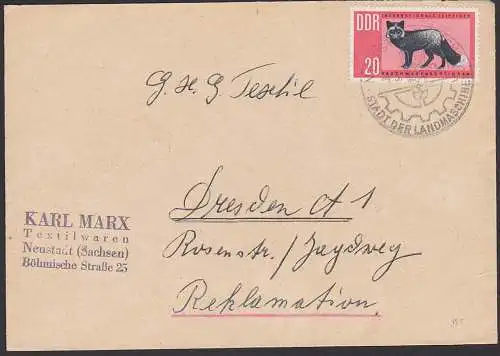 INTERNATIONALE LEIPZIGER
DDR
20
RAUCHWARENAUKTIONEN
STADT DER LANDMASCHINE
G. H. G Textil
Dresden A 1
KARL MARX
Textilwaren
Neustadt (Sachsen)
Böhmische Straße 25
Rosenstr. / Jagdweg
Reklamation.